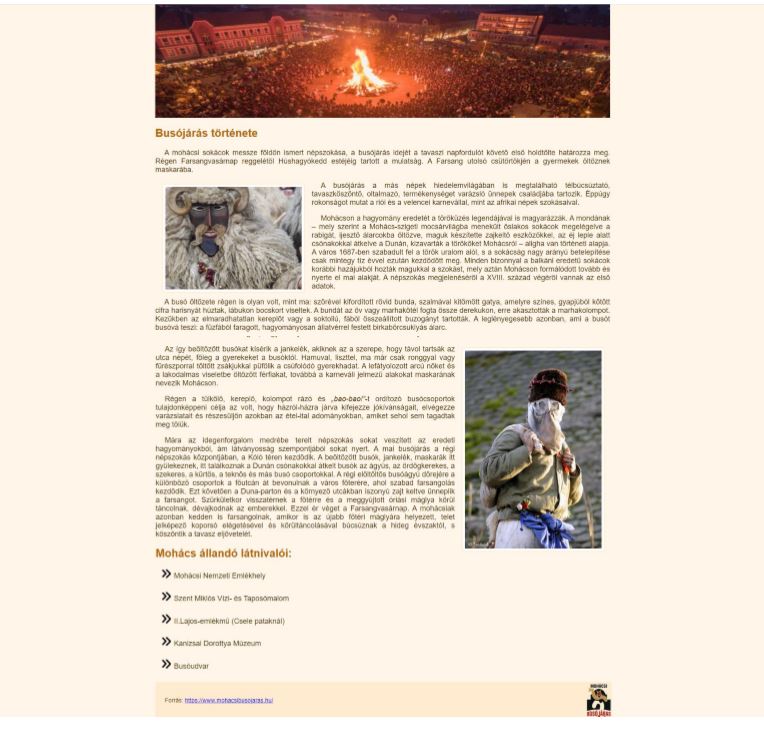 Busójárás története
A mohácsi sokácok messze földön ismert népszokása, a busójárás idejét a tavaszi napfordulót követő első holdtölte határozza meg.
Régen Farsangvasárnap reggelétől Húshagyókedd estéjéig tartott a mulatság. A Farsang utolsó csütörtökjén a gyermekek öltöznek
maskarába.
A busójárás a más népek hiedelemvilágában is megtalálható télbúcsúztató,
tavaszköszöntő, oltalmazó, termékenységet varázsló ünnepek családjába tartozik. Éppúgy
rokonságot mutat a riói és a velencei karneválal, mint az afrikai népek szokásaival.
Mohácson a hagyomány eredetét a törökűzés legendájával is magyarázzák. A mondának
– mely szerint a Mohács-szigeti mocsárvilágba menekült őslakos sokácok megelégelve a
rabigát, ijesztő álarcokba öltözve, maguk készítette zajkeltő eszközökkel, az éj leple alatt
csónakokkal átkelve a Dunán, kizavarták a törököket Mohácsról – aligha van történeti alapja.
A város 1687-ben szabadult fel a török uralom alól, s a sokácság nagy arányú betelepítése
csak mintegy tíz évvel ezután kezdődött meg. Minden bizonnyal a balkáni eredetű sokácok
korábbi hazájukból hozták magukkal a szokást, mely aztán Mohácson formálódott tovább és
nyerte el mai alakját. A népszokás megjelenéséről a XVIII. század végéről vannak az első
adatok.
A busó öltözete régen is olyan volt, mint ma: szőrével kifordított rövid bunda, szalmával kitömött gatya, amelyre színes, gyapjúból kötött
cifra harisnyát húztak, lábukon bocskort viseltek. A bundát az öv vagy marhakötél fogta össze derekukon, erre akasztották a marhakolompot.
Kezükben az elmaradhatatlan kereplőt vagy a soktollú, fából összeállított buzogányt tartották. A leglényegesebb azonban, ami a busót
busóvá teszi: a fűzfából faragott, hagyományosan állatvérrel festett birkabőrcsuklyás álarc.
Az így beöltözött busókat kísérik a jankelék, akiknek az a szerepe, hogy távol tartsák az
utca népét, főleg a gyerekeket a busóktól. Hamuval, liszttel, ma már csak ronggyal vagy
fűrészporral töltött zsákjukkal püfölik a csúfolódó gyerekhadat. A lefátyolozott arcú nőket és
a lakodalmas viseletbe öltözött férfiakat, továbbá a karneváli jelmezű alakokat maskarának
nevezik Mohácson.
Régen a tülkölő, kereplő, kolompot rázó és „bao-bao!”-t ordítozó busócsoportok
tulajdonképpeni célja az volt, hogy házról-házra járva kifejezze jókívánságait, elvégezze
varázslatait és részesüljön azokban az étel-ital adományokban, amiket sehol sem tagadtak
meg tőlük.
Mára az idegenforgalom medrébe terelt népszokás sokat veszített az eredeti
hagyományokból, ám látványosság szempontjából sokat nyert. A mai busójárás a régi
népszokás központjában, a Kóló téren kezdődik. A beöltözött busók, jankelék, maskarák itt
gyülekeznek, itt találkoznak a Dunán csónakokkal átkelt busók az ágyús, az ördögkerekes, a
szekeres, a kürtös, a teknős és más busó csoportokkal. A régi elöltöltős busóágyú dörejére a
különböző csoportok a főutcán át bevonulnak a város főterére, ahol szabad farsangolás
kezdődik. Ezt követően a Duna-parton és a környező utcákban iszonyú zajt keltve ünneplik
a farsangot. Szürkületkor visszatérnek a főtérre és a meggyújtott óriási máglya körül
táncolnak, dévajkodnak az emberekkel. Ezzel ér véget a Farsangvasárnap. A mohácsiak
azonban kedden is farsangolnak, amikor is az újabb főtéri máglyára helyezett, telet
jelképező koporsó elégetésével és körültáncolásával búcsúznak a hideg évszaktól, s
köszöntik a tavasz eljövetelét.
Mohács állandó látnivalói:
Mohácsi Nemzeti Emlékhely
Szent Miklós Vízi- és Taposómalom
II.Lajos-emlékmű (Csele pataknál)
Kanizsai Dorottya Múzeum
Busóudvar
Forrás: https://www.mohacsibusojaras.hu/
MOHÁCSI
BUSÓJÁRÁS